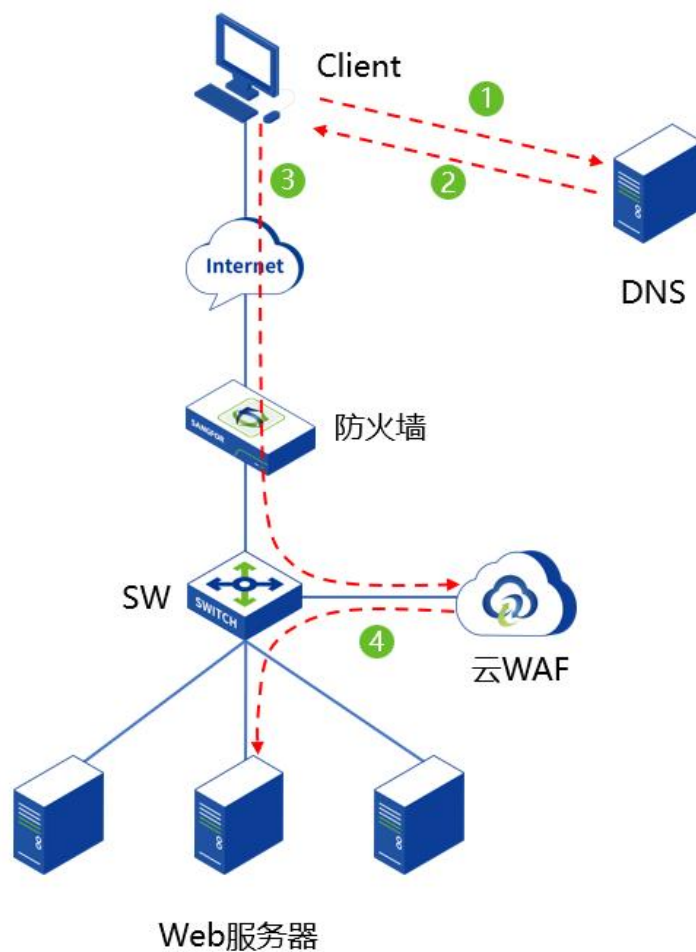 Client
1
2
3
DNS
Internet
SANGFOR
防火墙
SW
SWITCH
4
云WAF
Web服务器